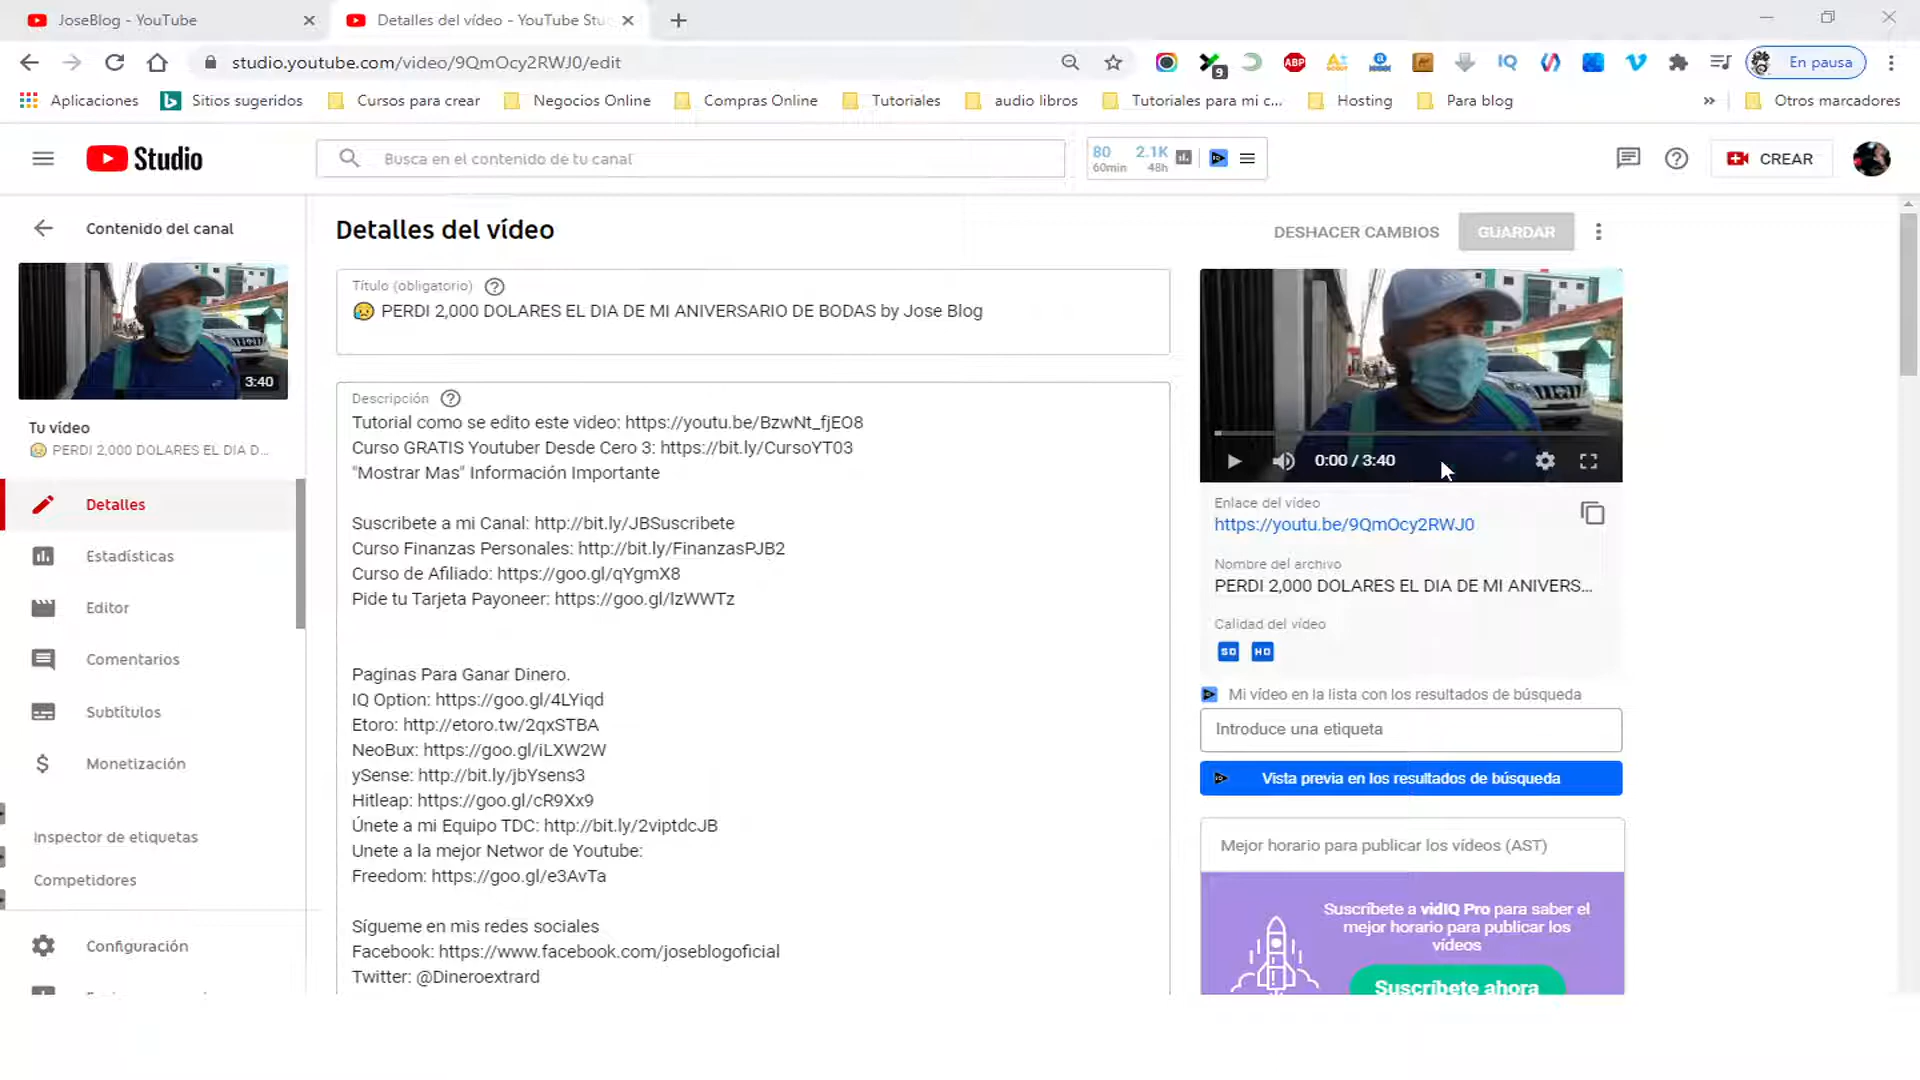 JoseBlog - YouTube
Detalles del vídeo - YouTube Stu
studio.youtube.com/video/9QmOcy2RWJ0/edit
9
ABP
IQ
En pausa
Aplicaciones
Sitios sugeridos
Cursos para crear
Negocios Online
Compras Online
Tutoriales
audio libros
Tutoriales para mi c...
Hosting
Para blog
»
Otros marcadores
Studio
Busca en el contenido de tu canal
80
60min
2.1K
48h
CREAR
Contenido del canal
Detalles del vídeo
DESHACER CAMBIOS
GUARDAR
Título (obligatorio)
😥 PERDI 2,000 DOLARES EL DIA DE MI ANIVERSARIO DE BODAS by Jose Blog
3:40
Tu vídeo
😥 PERDI 2,000 DOLARES EL DIA D...
Detalles
Estadísticas
Editor
Comentarios
Subtítulos
Monetización
Inspector de etiquetas
Competidores
Configuración
Descripción
Tutorial como se edito este video: https://youtu.be/BzwNt_fjEO8
Curso GRATIS Youtuber Desde Cero 3: https://bit.ly/CursoYT03
"Mostrar Mas" Información Importante
Suscribete a mi Canal: http://bit.ly/JBSuscribete
Curso Finanzas Personales: http://bit.ly/FinanzasPJB2
Curso de Afiliado: https://goo.gl/qYgmX8
Pide tu Tarjeta Payoneer: https://goo.gl/lzWWTz
Paginas Para Ganar Dinero.
IQ Option: https://goo.gl/4LYiqd
Etoro: http://etoro.tw/2qxSTBA
NeoBux: https://goo.gl/iLXW2W
ySense: http://bit.ly/jbYsens3
Hitleap: https://goo.gl/cR9Xx9
Únete a mi Equipo TDC: http://bit.ly/2viptdcJB
Unete a la mejor Networ de Youtube:
Freedom: https://goo.gl/e3AvTa
Sígueme en mis redes sociales
Facebook: https://www.facebook.com/joseblogoficial
Twitter: @Dineroextrard
0:00 / 3:40
Enlace del vídeo
https://youtu.be/9QmOcy2RWJ0
Nombre del archivo
PERDI 2,000 DOLARES EL DIA DE MI ANIVERS...
Calidad del vídeo
SD
HD
Mi vídeo en la lista con los resultados de búsqueda
Introduce una etiqueta
Vista previa en los resultados de búsqueda
Mejor horario para publicar los vídeos (AST)
Suscríbete a vidIQ Pro para saber el
mejor horario para publicar los
vídeos
Suscríbete ahora